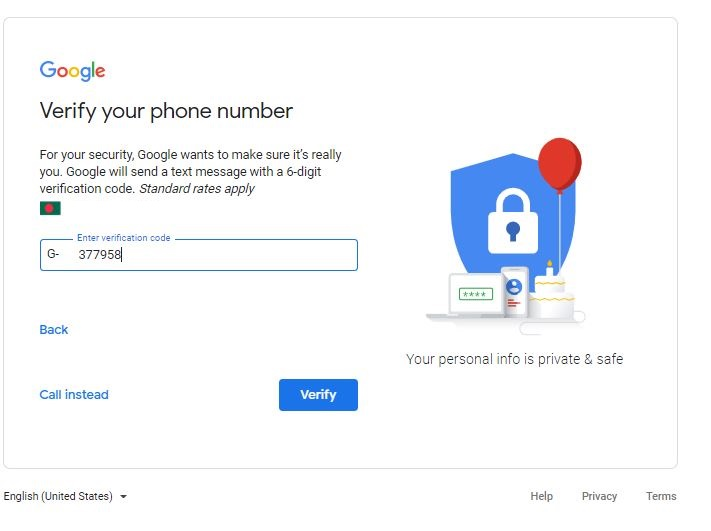 Google
Verify your phone number
For your security, Google wants to make sure it's really
you. Google will send a text message with a 6-digit
verification code. Standard rates apply
Enter verification code
G- 377958
****
Back
Your personal info is private & safe
Call instead
Verify
English (United States)
Help Privacy Terms